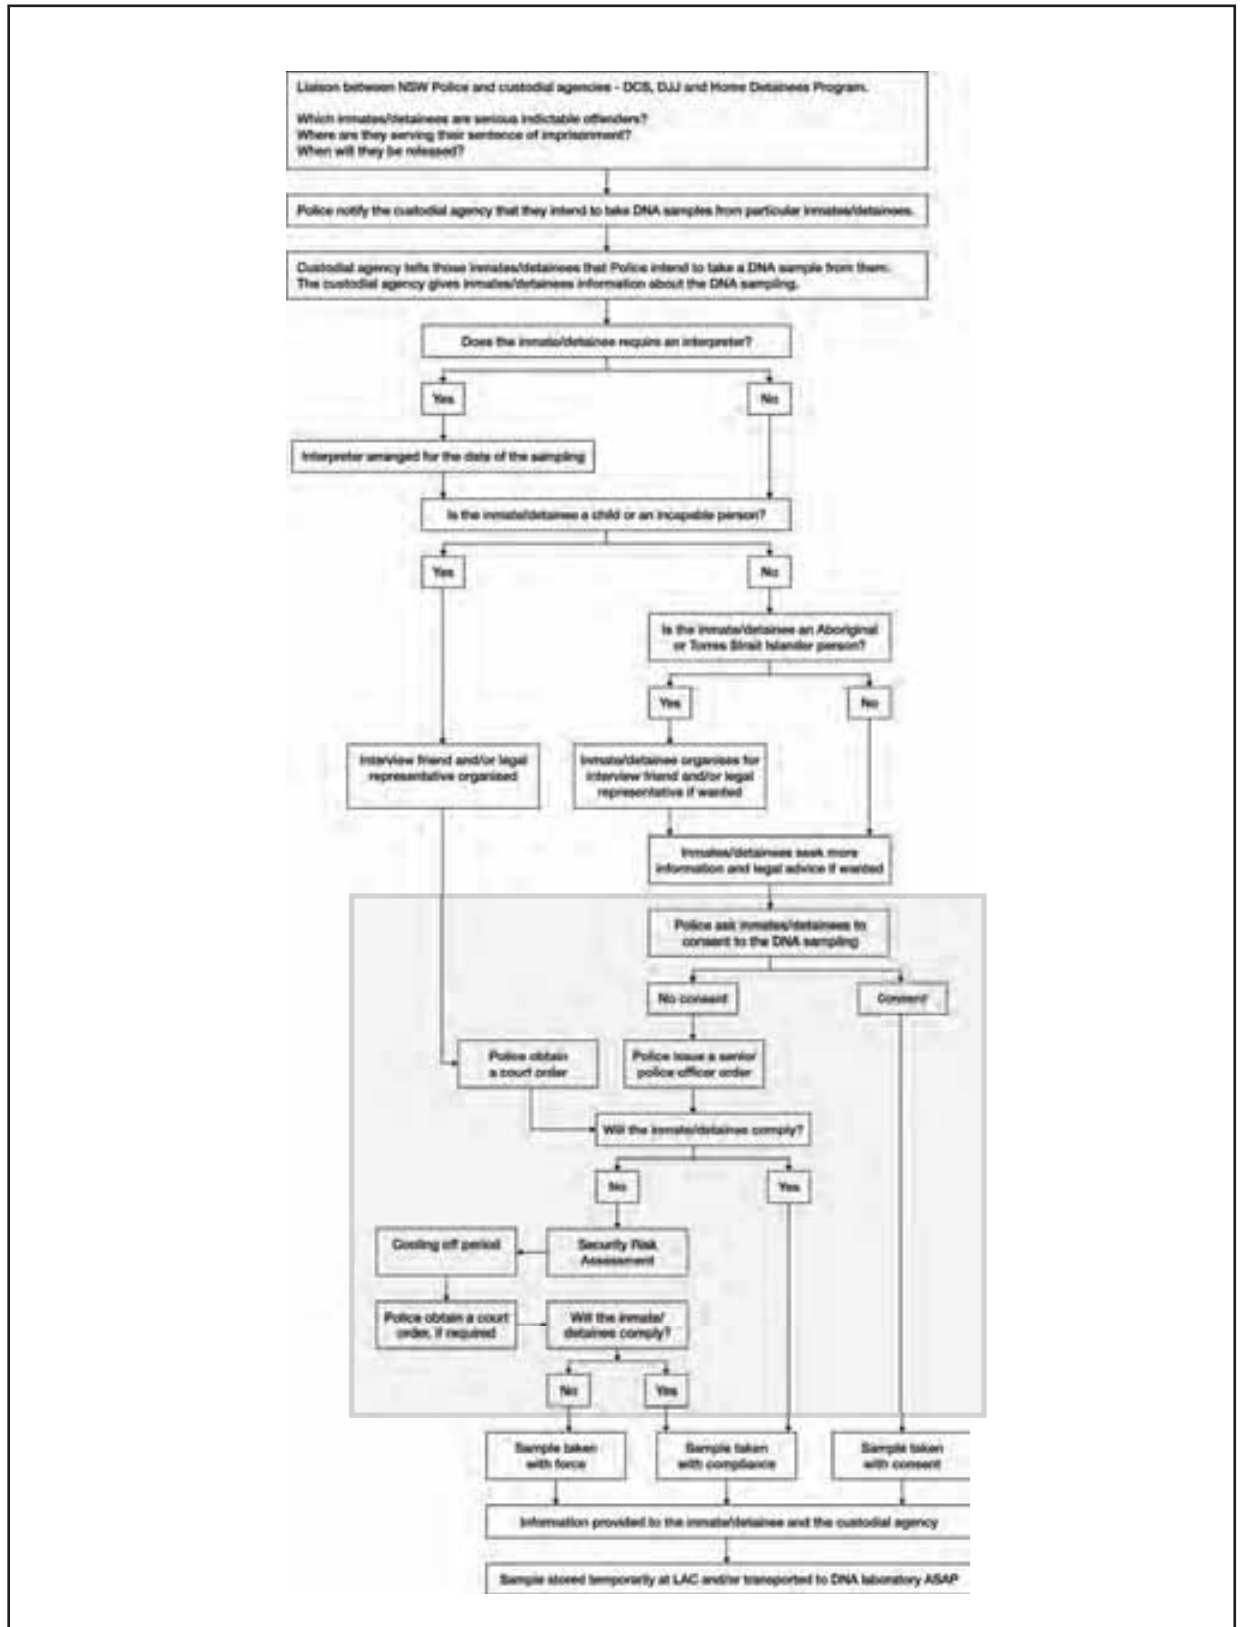 Liaison between NSW Police and custodial agencies - DCS, DJJ and Home Detainees Program.
Which inmates/detainees are serious indictable offenders?
Where are they serving their sentence of imprisonment?
When will they be released?
Police notify the custodial agency that they intend to take DNA samples from particular inmates/detainees.
Custodial agency tells those inmates/detainees that Police intend to take a DNA sample from them.
The custodial agency gives inmates/detainees information about the DNA sampling.
Does the inmate/detainee require an interpreter?
Yes
No
Interpreter arranged for the date of the sampling
Is the inmate/detainee a child or an incapable person?
Yes
No
Is the inmate/detainee an Aboriginal
or Torres Strait Islander person?
Yes
No
Interview friend and/or legal
representative organised
Inmate/detainee organises for
interview friend and/or legal
representative if wanted
Inmates/detainees seek more
information and legal advice if wanted
Police ask inmates/detainees to
consent to the DNA sampling
No consent
Consent
Police obtain
a court order
Police issue a senior
police officer order
Will the inmate/detainee comply?
No
Yes
Cooling off period
Security Risk
Assessment
Police obtain a court
order, if required
Will the inmate/
detainee comply?
No
Yes
Sample taken
with force
Sample taken
with compliance
Sample taken
with consent
Information provided to the inmate/detainee and the custodial agency
Sample stored temporarily at LAC and/or transported to DNA laboratory ASAP